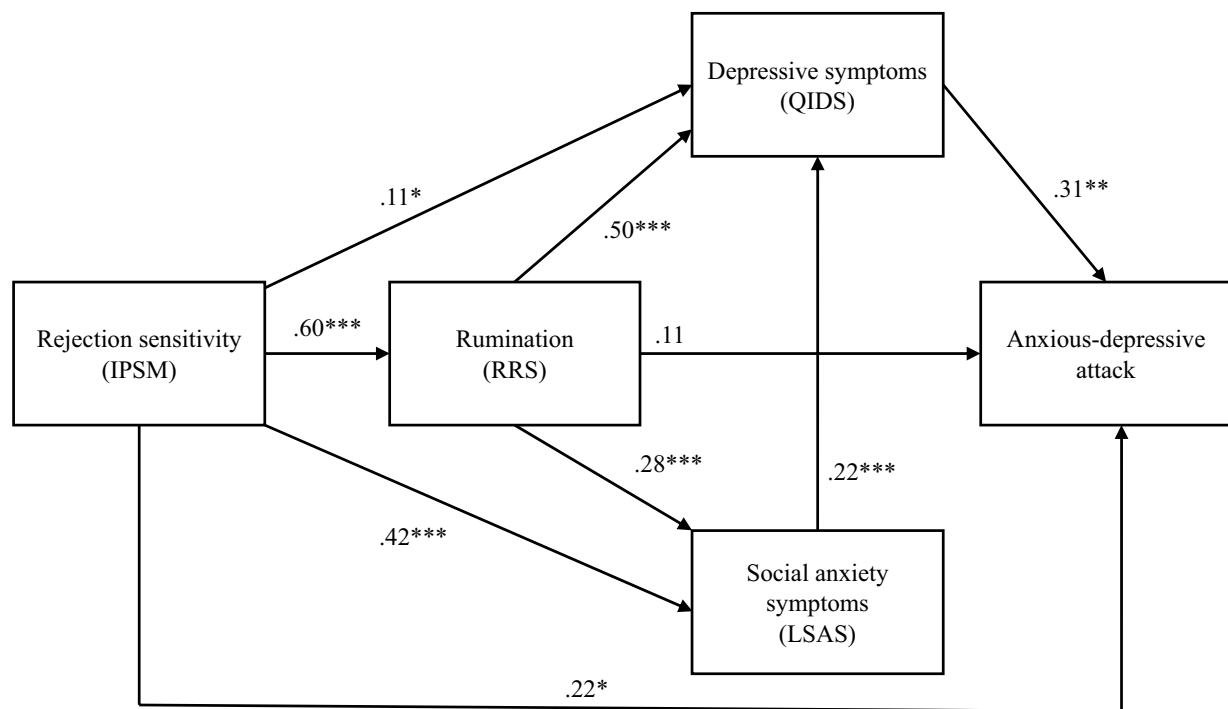 Depressive symptoms
(QIDS)
.11*
.31**
.50***
Rejection sensitivity
(IPSM)
.60***
Rumination
(RRS)
.11
Anxious-depressive
attack
.28***
.22***
.42***
Social anxiety
symptoms
(LSAS)
.22*